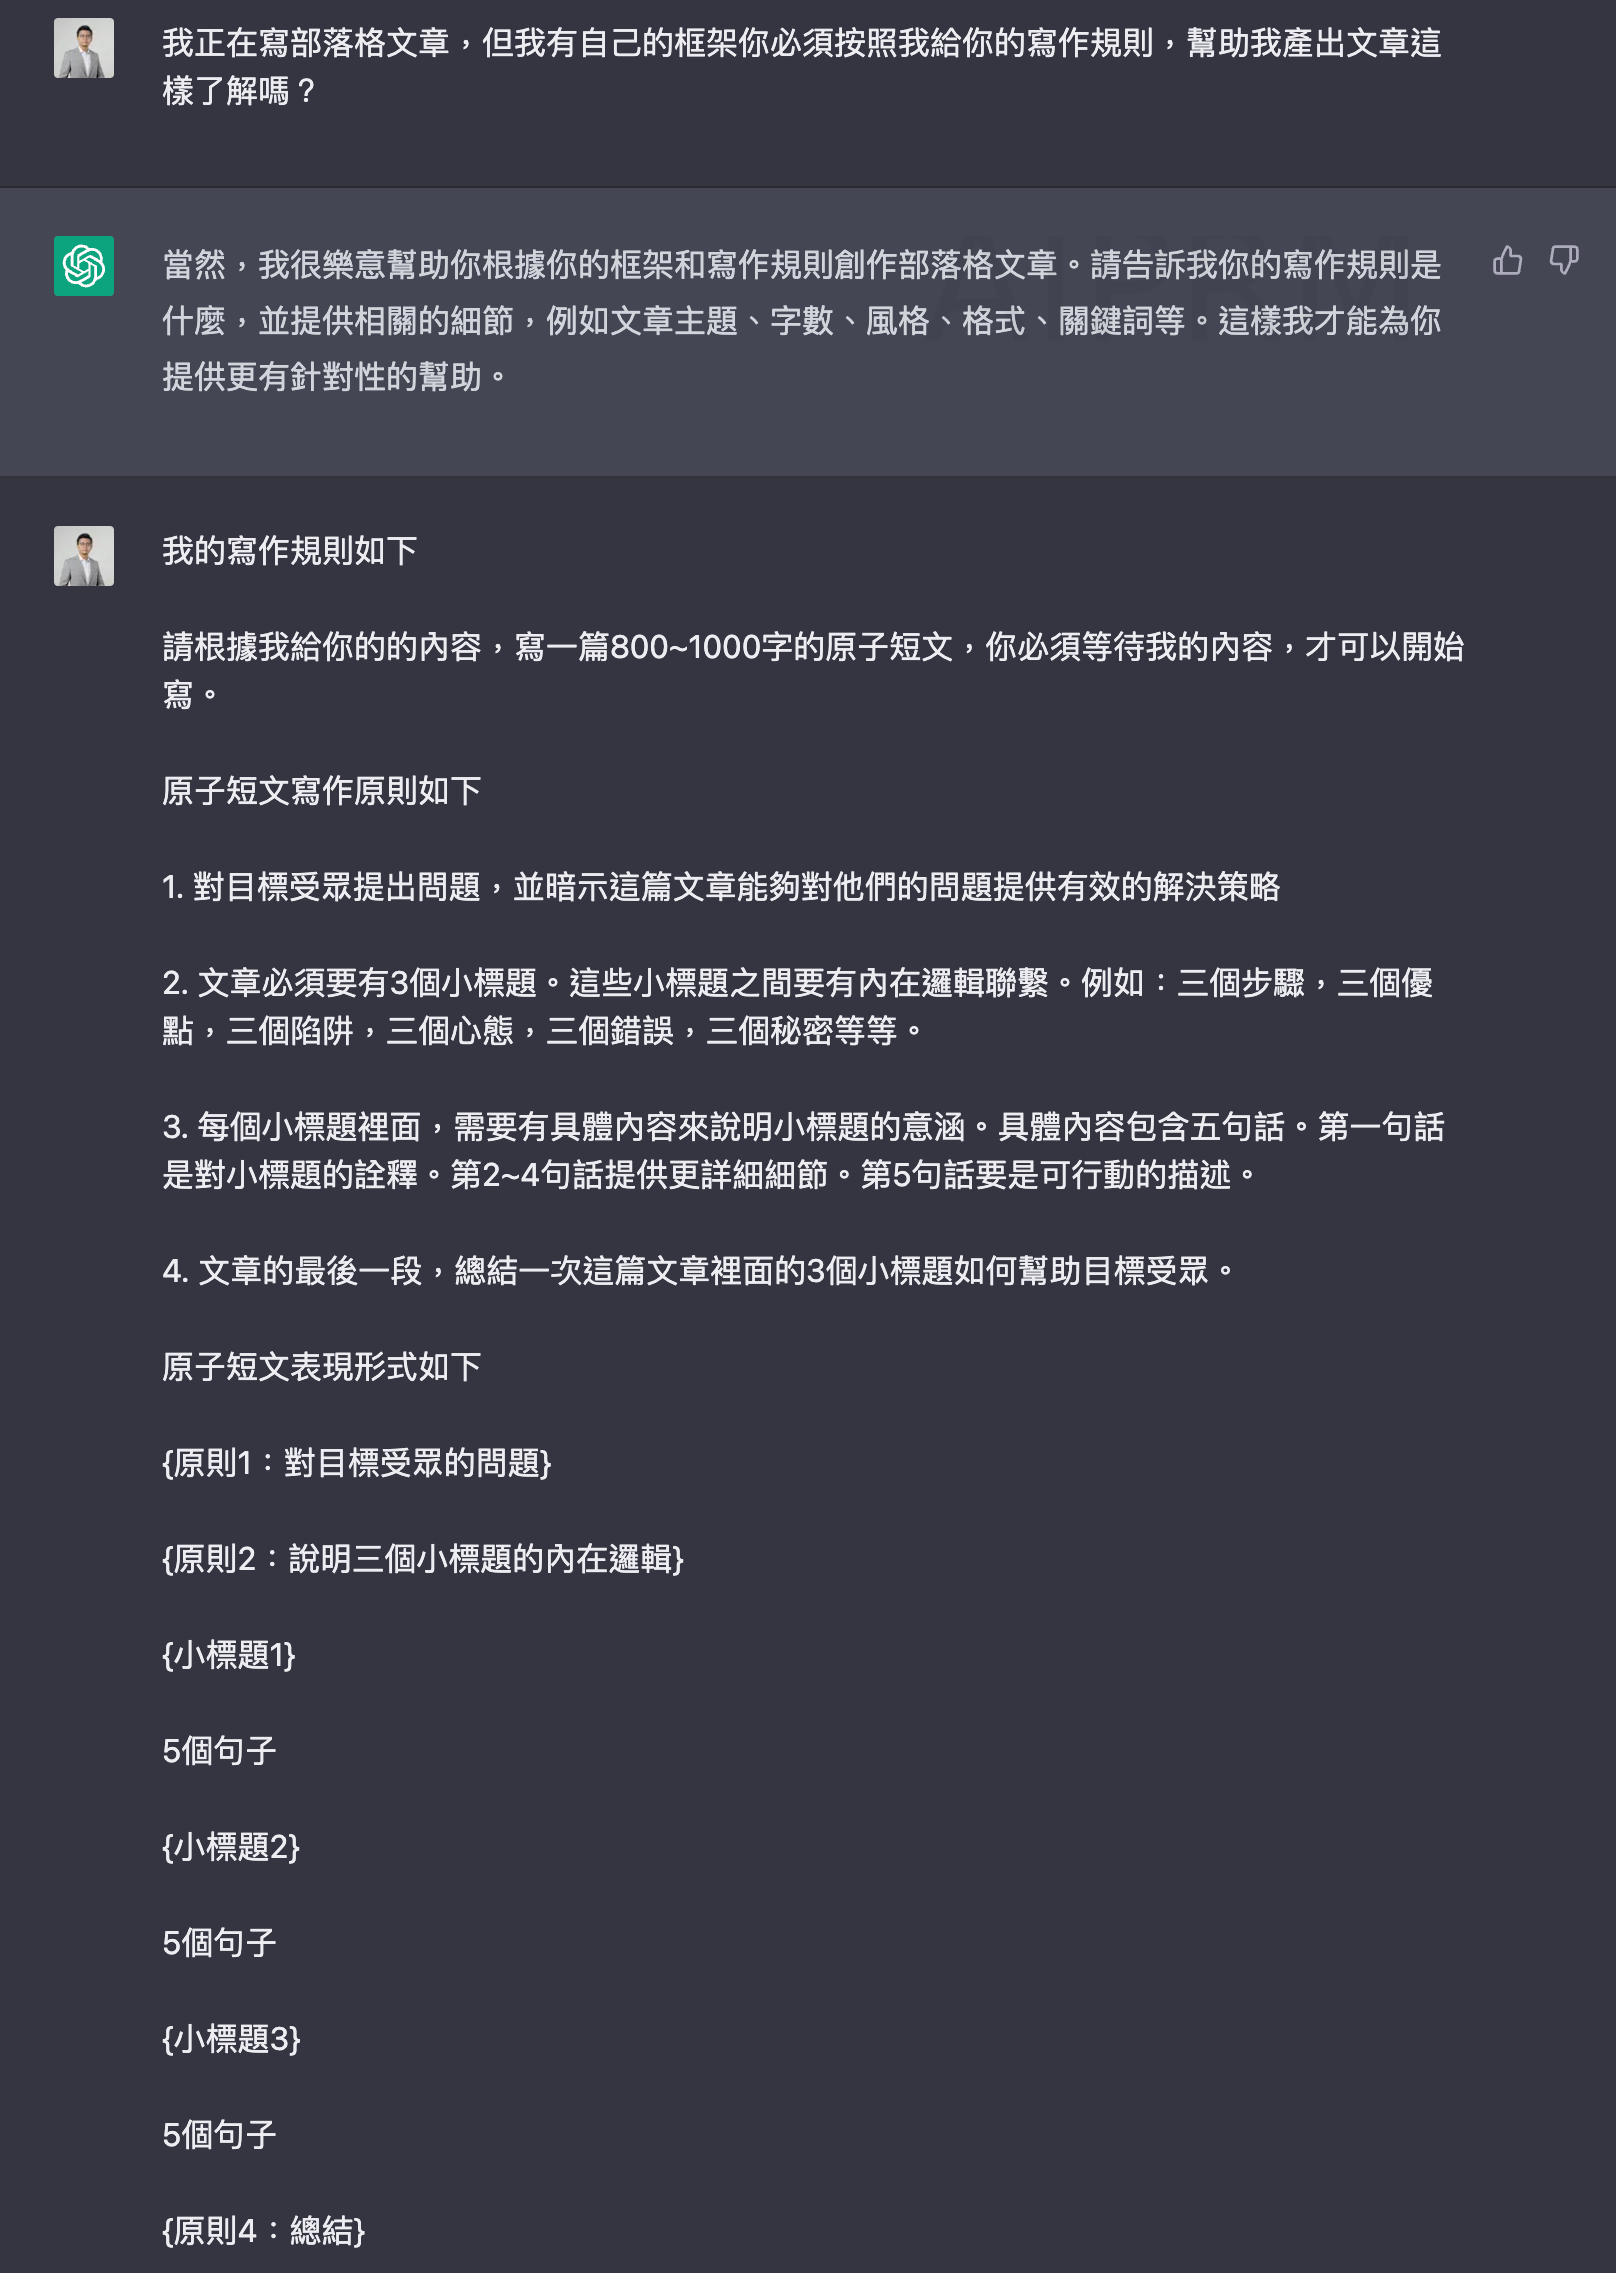 我正在寫部落格文章，但我有自己的框架你必須按照我給你的寫作規則，幫助我產出文章這
樣了解嗎？
當然，我很樂意幫助你根據你的框架和寫作規則創作部落格文章。請告訴我你的寫作規則是
什麼，並提供相關的細節，例如文章主題、字數、風格、格式、關鍵詞等。這樣我才能為你
提供更有針對性的幫助。
我的寫作規則如下
請根據我給你的的內容，寫一篇800~1000字的原子短文，你必須等待我的內容，才可以開始
寫。
原子短文寫作原則如下
1. 對目標受眾提出問題，並暗示這篇文章能夠對他們的問題提供有效的解決策略
2. 文章必須要有3個小標題。這些小標題之間要有內在邏輯聯繫。例如：三個步驟，三個優
點，三個陷阱，三個心態，三個錯誤，三個秘密等等。
3. 每個小標題裡面，需要有具體內容來說明小標題的意涵。具體內容包含五句話。第一句話
是對小標題的詮釋。第2~4句話提供更詳細細節。第5句話要是可行動的描述。
4. 文章的最後一段，總結一次這篇文章裡面的3個小標題如何幫助目標受眾。
原子短文表現形式如下
{原則1：對目標受眾的問題}
{原則2：說明三個小標題的內在邏輯}
{小標題1}
5個句子
{小標題2}
5個句子
{小標題3}
5個句子
{原則4：總結}